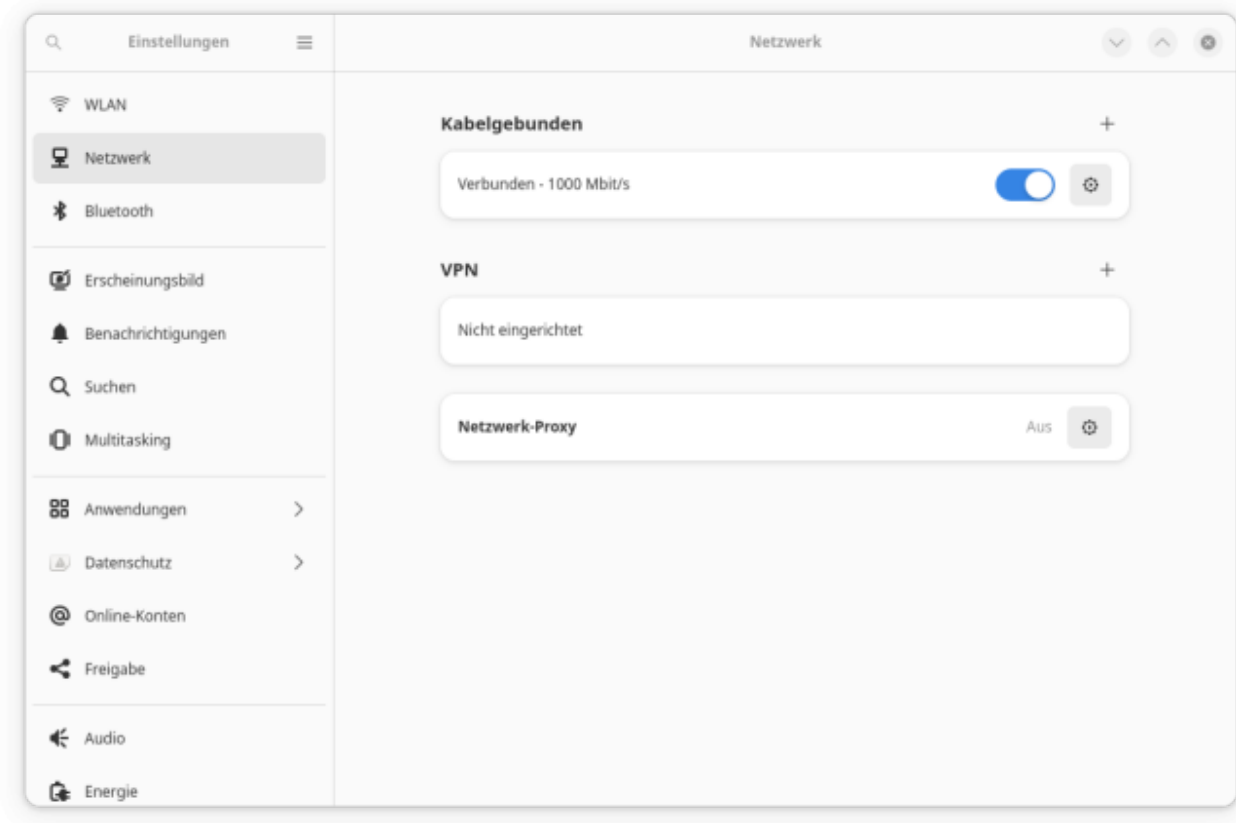 Einstellungen
Netzwerk
WLAN
Netzwerk
Bluetooth
Erscheinungsbild
Benachrichtigungen
Suchen
Multitasking
Anwendungen
Datenschutz
Online-Konten
Freigabe
Audio
Energie
Kabelgebunden
Verbunden - 1000 Mbit/s
VPN
Nicht eingerichtet
Netzwerk-Proxy Aus